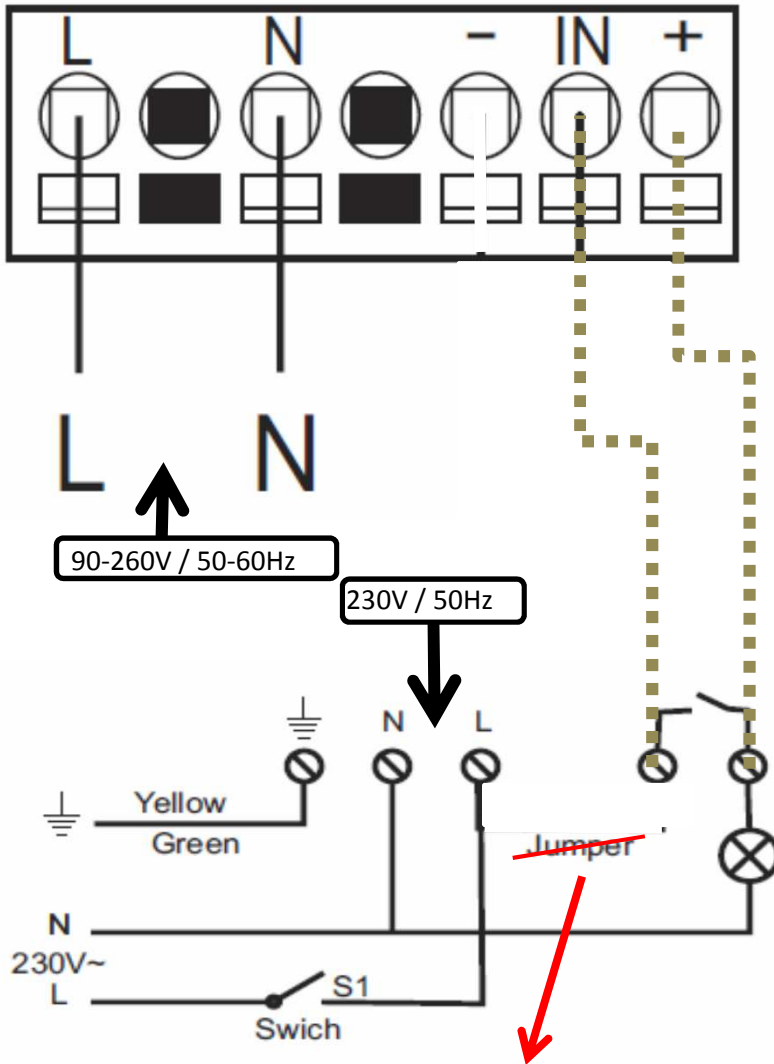 L N - IN +
L N
90-260V / 50-60Hz
230V / 50Hz
N L
Yellow
Green
Jumper
N
230V~
L
S1
Swich